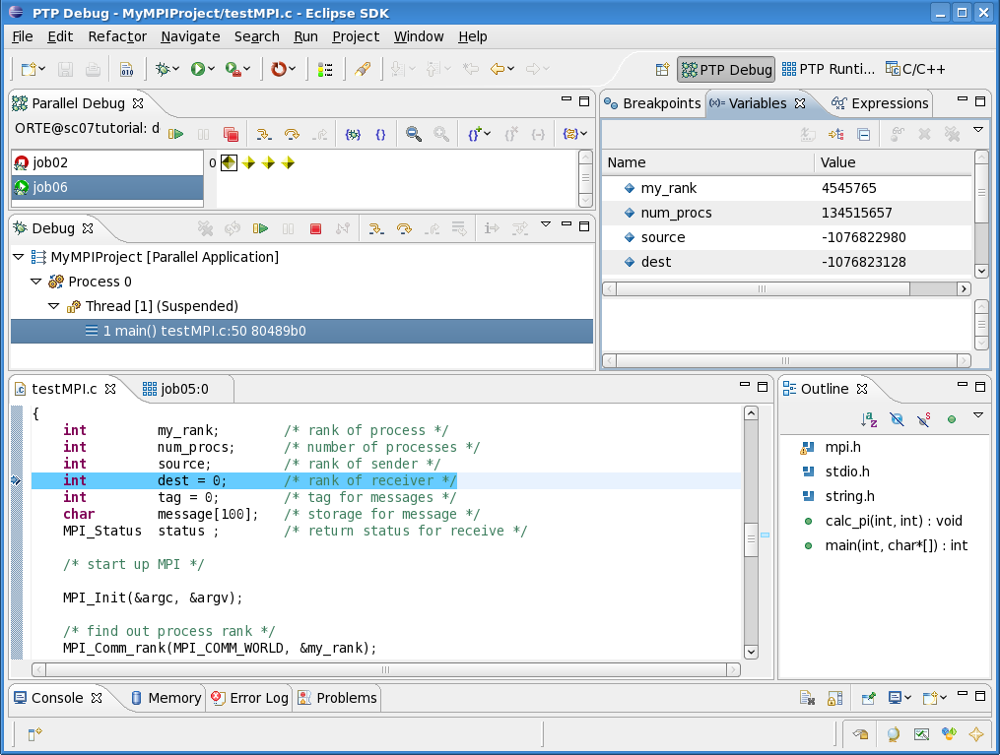 PTP Debug - MyMPIProject/testMPI.c - Eclipse SDK
File Edit Refactor Navigate Search Run Project Window Help
PTP Debug PTP Runti... C/C++
Parallel Debug
ORTE@sc07tutorial: d
job02
job06
0
Breakpoints Variables Expressions
Name Value
my_rank 4545765
num_procs 134515657
source -1076822980
dest -1076823128
Debug
MyMPIProject [Parallel Application]
Process 0
Thread [1] (Suspended)
1 main() testMPI.c:50 80489b0
testMPI.c job05:0
{
int my_rank; /* rank of process */
int num_procs; /* number of processes */
int source; /* rank of sender */
int dest = 0; /* rank of receiver */
int tag = 0; /* tag for messages */
char message[100]; /* storage for message */
MPI_Status status ; /* return status for receive */
/* start up MPI */
MPI_Init(&argc, &argv);
/* find out process rank */
MPI_Comm_rank(MPI_COMM_WORLD, &my_rank);
Outline
mpi.h
stdio.h
string.h
calc_pi(int, int) : void
main(int, char*[]) : int
Console Memory Error Log Problems